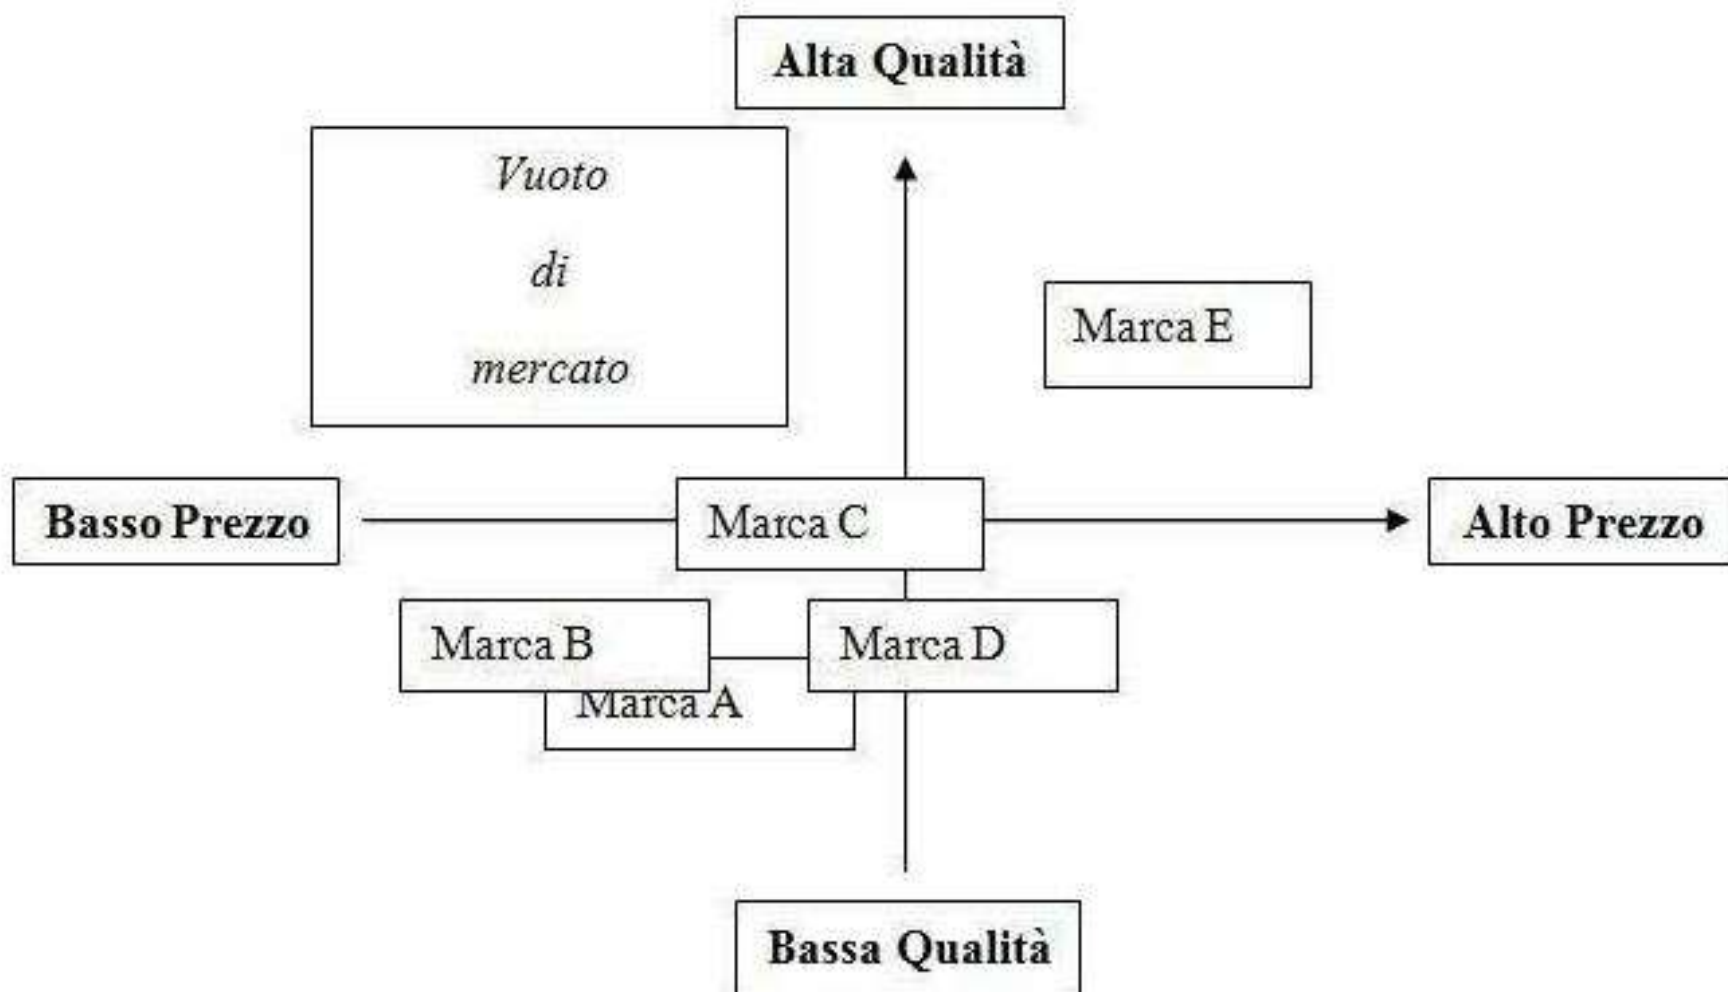 Alta Qualità
Vuoto
di
mercato
Marca E
Basso Prezzo
Marca C
Alto Prezzo
Marca B
Marca D
Marca A
Bassa Qualità